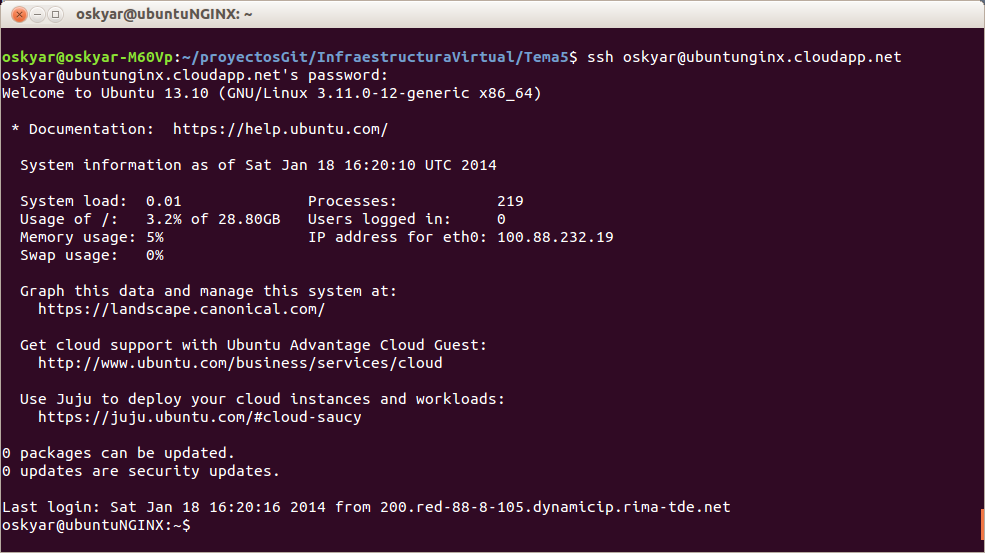 oskyar@ubuntuNGINX: ~
oskyar@oskyar-M60Vp:~/proyectosGit/InfraestructuraVirtual/Tema5$ ssh oskyar@ubuntunginx.cloudapp.net
oskyar@ubuntunginx.cloudapp.net's password:
Welcome to Ubuntu 13.10 (GNU/Linux 3.11.0-12-generic x86_64)
* Documentation:  https://help.ubuntu.com/
System information as of Sat Jan 18 16:20:10 UTC 2014
System load:  0.01              Processes:           219
Usage of /:   3.2% of 28.80GB   Users logged in:     0
Memory usage: 5%                IP address for eth0: 100.88.232.19
Swap usage:   0%
Graph this data and manage this system at:
https://landscape.canonical.com/
Get cloud support with Ubuntu Advantage Cloud Guest:
http://www.ubuntu.com/business/services/cloud
Use Juju to deploy your cloud instances and workloads:
https://juju.ubuntu.com/#cloud-saucy
0 packages can be updated.
0 updates are security updates.
Last login: Sat Jan 18 16:20:16 2014 from 200.red-88-8-105.dynamicip.rima-tde.net
oskyar@ubuntuNGINX:~$